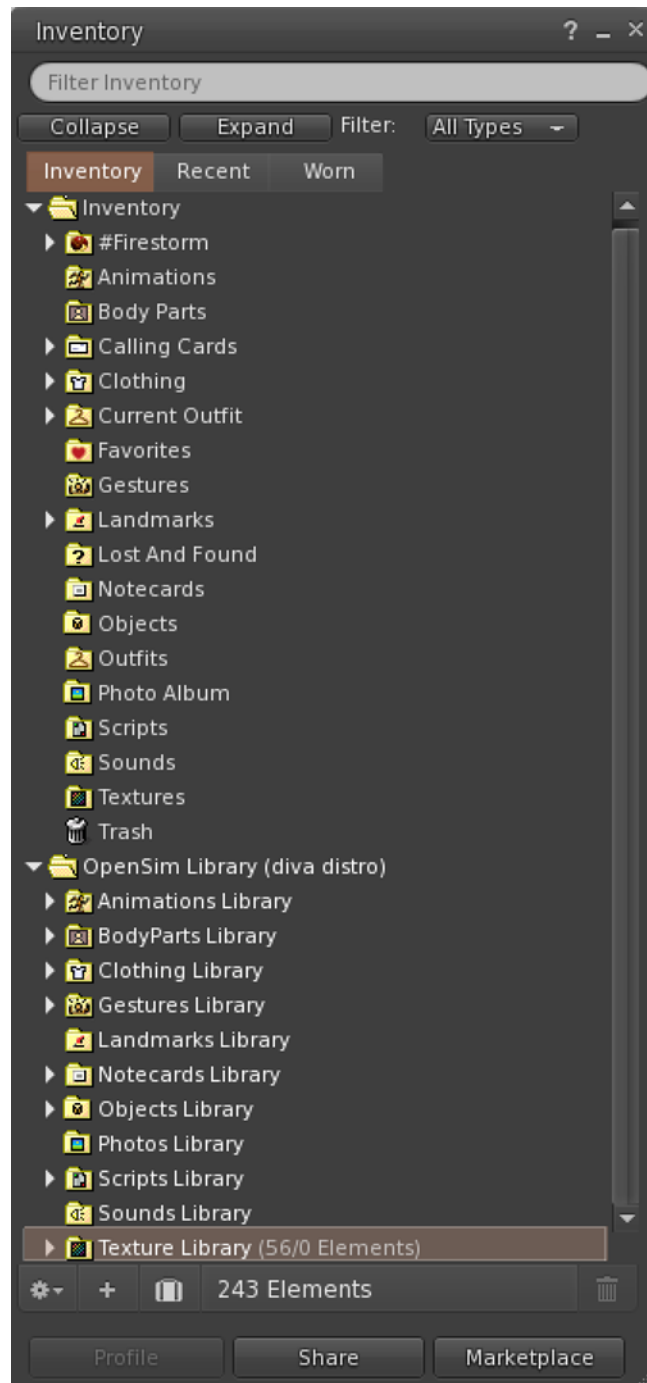 Inventory ? _ ×
Filter Inventory
Collapse Expand Filter: All Types
Inventory Recent Worn
Inventory
#Firestorm
Animations
Body Parts
Calling Cards
Clothing
Current Outfit
Favorites
Gestures
Landmarks
Lost And Found
Notecards
Objects
Outfits
Photo Album
Scripts
Sounds
Textures
Trash
OpenSim Library (diva distro)
Animations Library
BodyParts Library
Clothing Library
Gestures Library
Landmarks Library
Notecards Library
Objects Library
Photos Library
Scripts Library
Sounds Library
Texture Library (56/0 Elements)
+ 243 Elements
Profile Share Marketplace